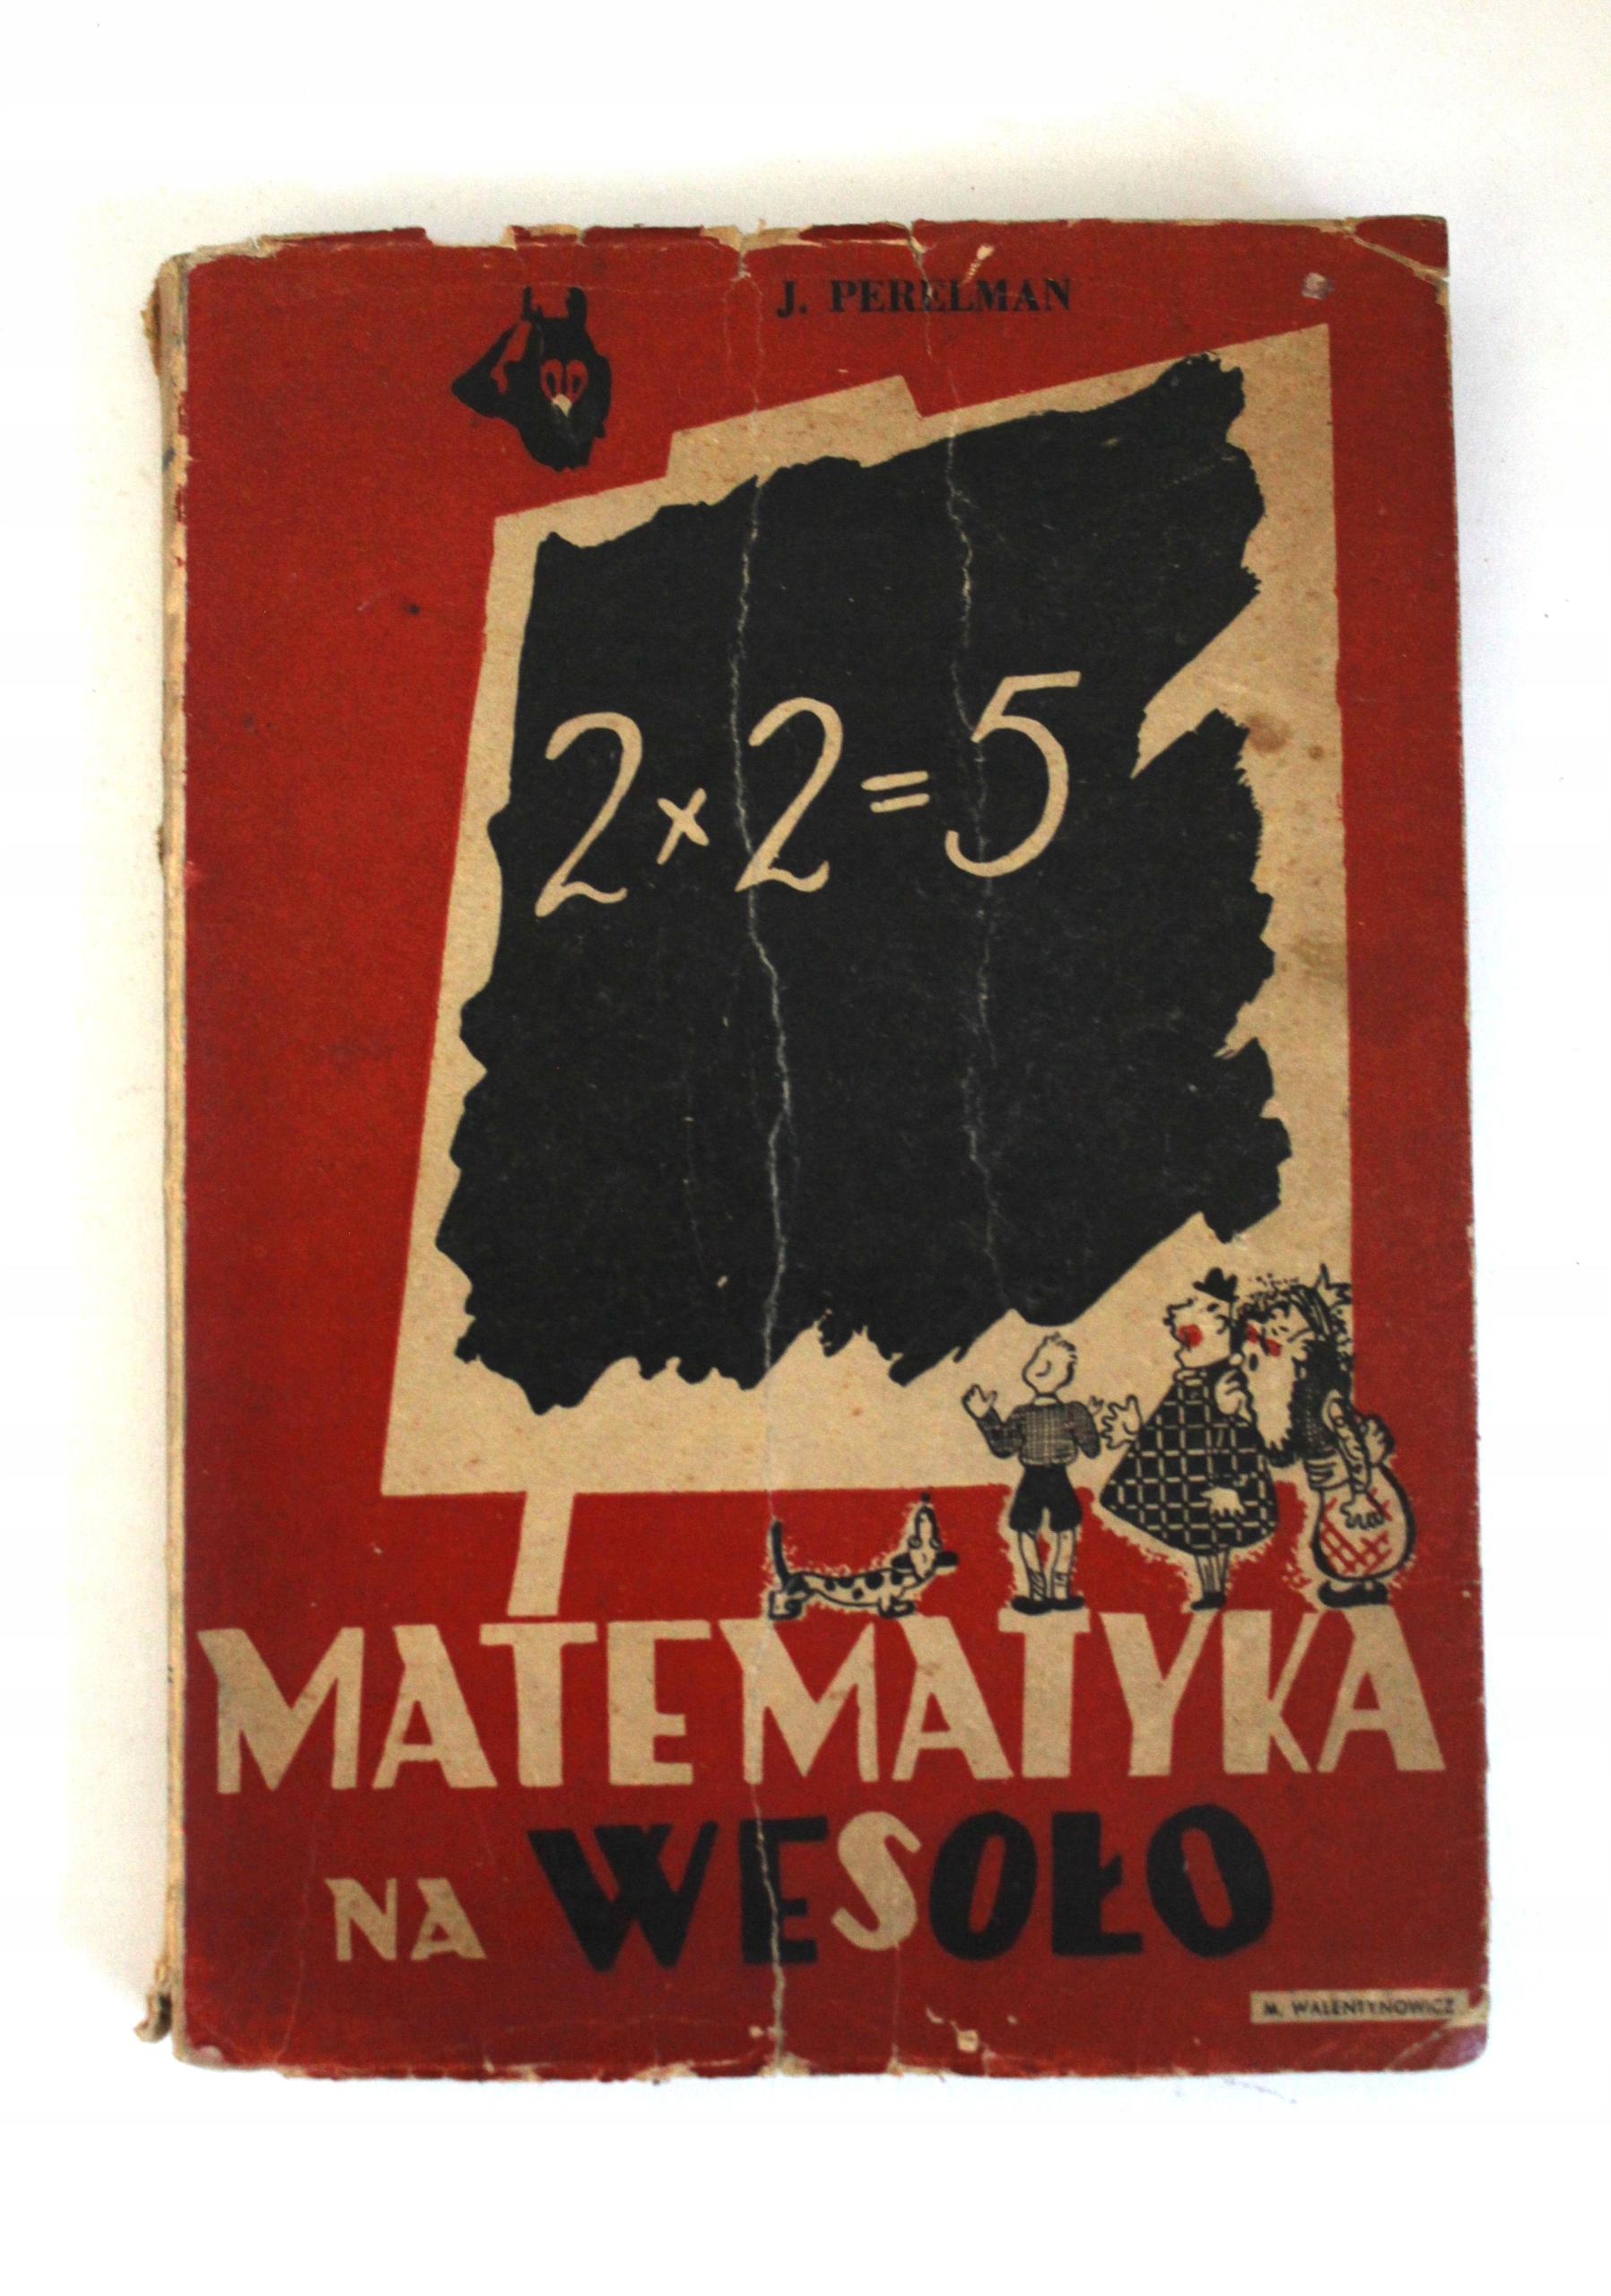 J. PERELMAN
2 × 2 = 5
MATEMATYKA
NA WESOŁO
M. WALENTYNOWICZ